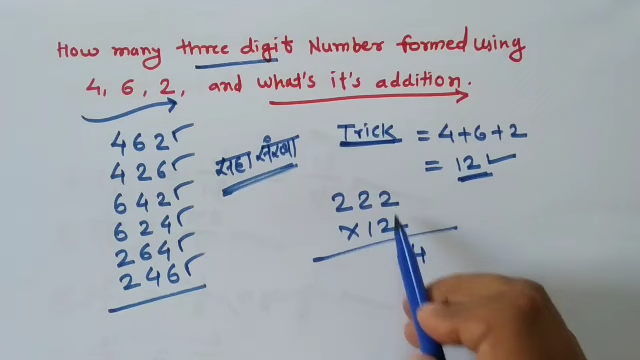 How many three digit Number formed using
4, 6, 2, and what's it's addition.
462✓
426✓
642✓
624✓
264✓
246✓
सहा संख्या
Trick = 4+6+2
= 12✓
222
×12
4